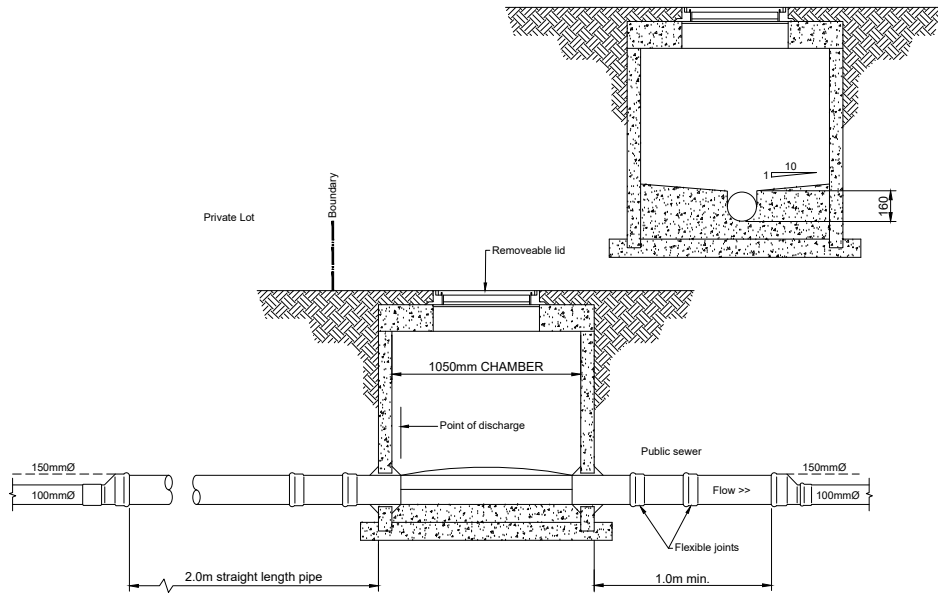 10
1
160
Private Lot
Boundary
Removeable lid
1050mm CHAMBER
Point of discharge
Public sewer
150mmØ
150mmØ
100mmØ
Flow >>
100mmØ
Flexible joints
2.0m straight length pipe
1.0m min.